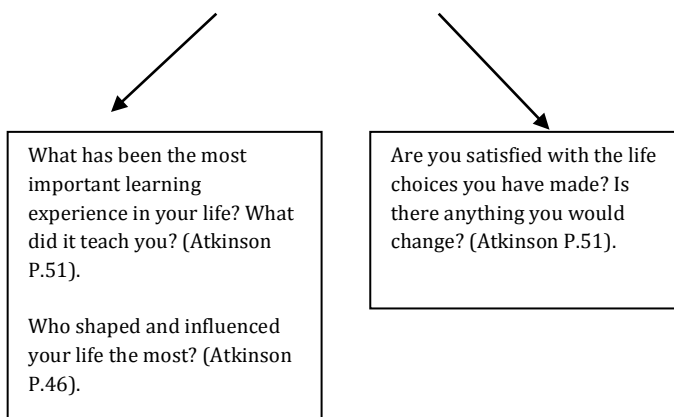 What has been the most
important learning
experience in your life? What
did it teach you? (Atkinson
P.51).
Who shaped and influenced
your life the most? (Atkinson
P.46).
Are you satisfied with the life
choices you have made? Is
there anything you would
change? (Atkinson P.51).